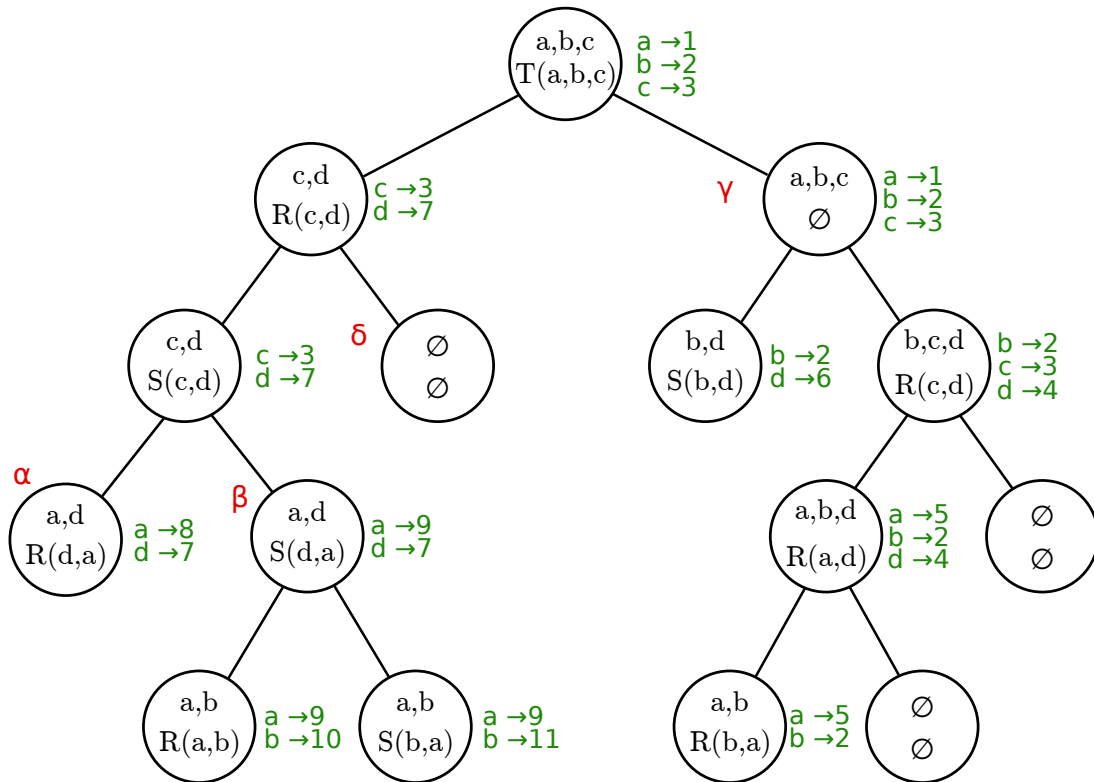 a,b,c
T(a,b,c)
a →1
b →2
c →3
c,d
R(c,d)
c →3
d →7
γ
a,b,c
∅
a →1
b →2
c →3
c,d
S(c,d)
c →3
d →7
δ
∅
∅
b,d
S(b,d)
b →2
d →6
b,c,d
R(c,d)
b →2
c →3
d →4
α
a,d
R(d,a)
a →8
d →7
β
a,d
S(d,a)
a →9
d →7
a,b,d
R(a,d)
a →5
b →2
d →4
∅
∅
a,b
R(a,b)
a →9
b →10
a,b
S(b,a)
a →9
b →11
a,b
R(b,a)
a →5
b →2
∅
∅